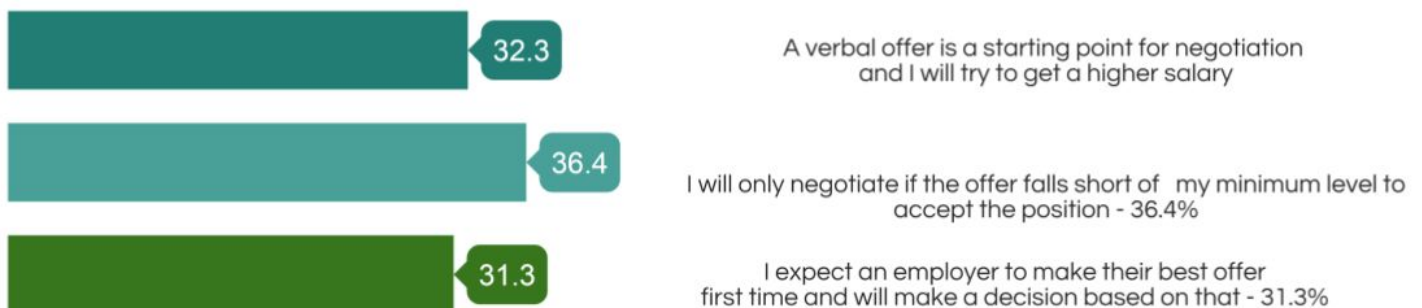 32.3
A verbal offer is a starting point for negotiation
and I will try to get a higher salary
36.4
I will only negotiate if the offer falls short of my minimum level to
accept the position - 36.4%
31.3
I expect an employer to make their best offer
first time and will make a decision based on that - 31.3%